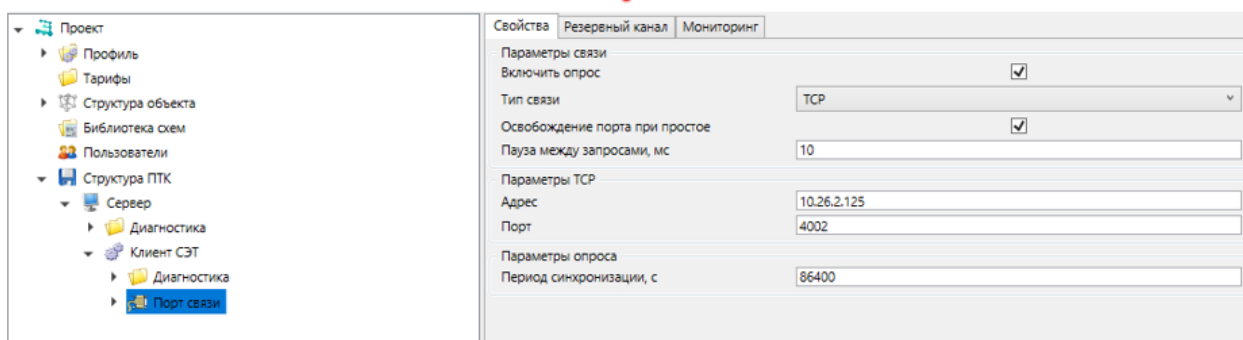 Проект
Профиль
Тарифы
Структура объекта
Библиотека схем
Пользователи
Структура ПТК
Сервер
Диагностика
Клиент СЭТ
Диагностика
Порт связи
Свойства Резервный канал Мониторинг
Параметры связи
Включить опрос
Тип связи TCP
Освобождение порта при простое
Пауза между запросами, мс 10
Параметры TCP
Адрес 10.26.2.125
Порт 4002
Параметры опроса
Период синхронизации, с 86400